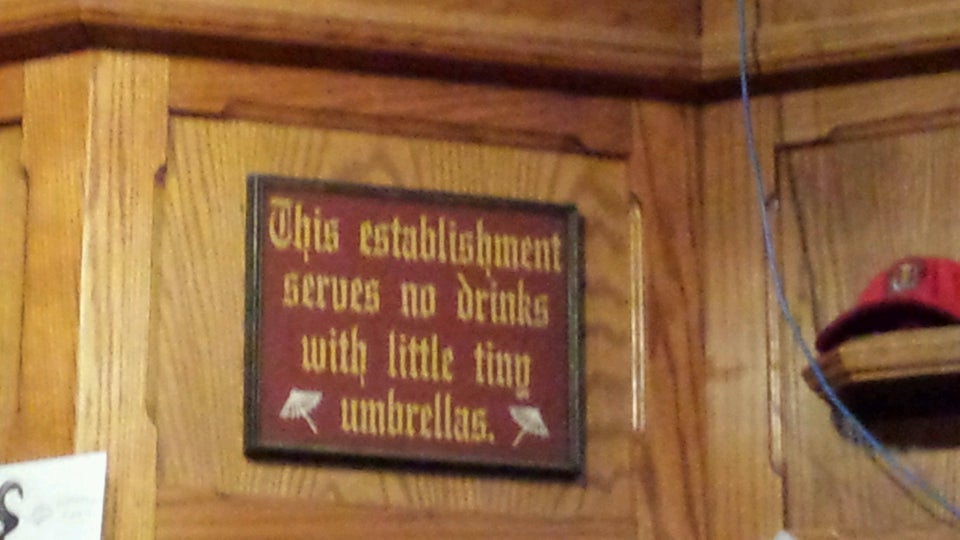 This establishment
serves no drinks
with little tiny
umbrellas.